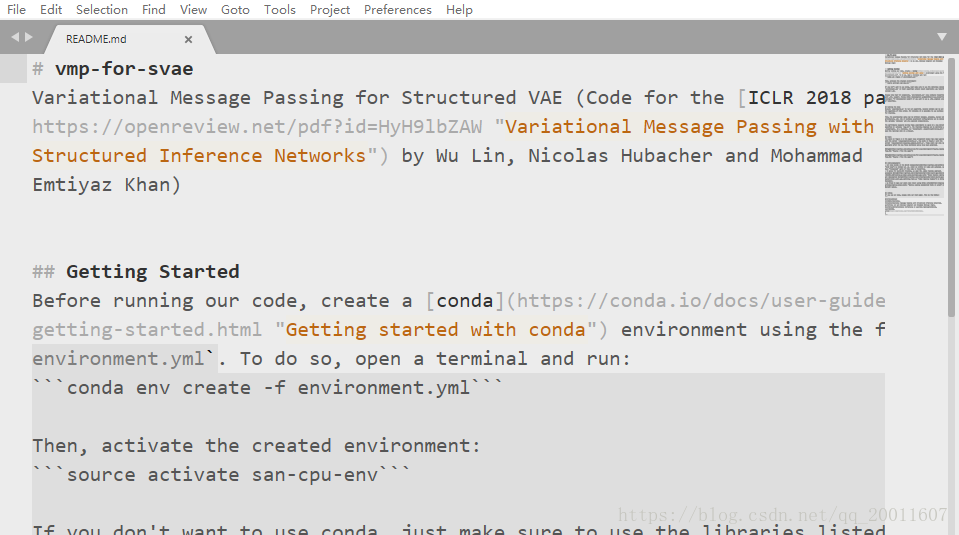 File Edit Selection Find View Goto Tools Project Preferences Help
README.md
# vmp-for-svae
Variational Message Passing for Structured VAE (Code for the [ICLR 2018 pa
https://openreview.net/pdf?id=HyH9lbZAW "Variational Message Passing with
Structured Inference Networks") by Wu Lin, Nicolas Hubacher and Mohammad
Emtiyaz Khan)
## Getting Started
Before running our code, create a [conda](https://conda.io/docs/user-guide
getting-started.html "Getting started with conda") environment using the f
environment.yml`. To do so, open a terminal and run:
```conda env create -f environment.yml```
Then, activate the created environment:
```source activate san-cpu-env```
If you don't want to use conda, just make sure to use the libraries listed
https://blog.csdn.net/qq_20011607